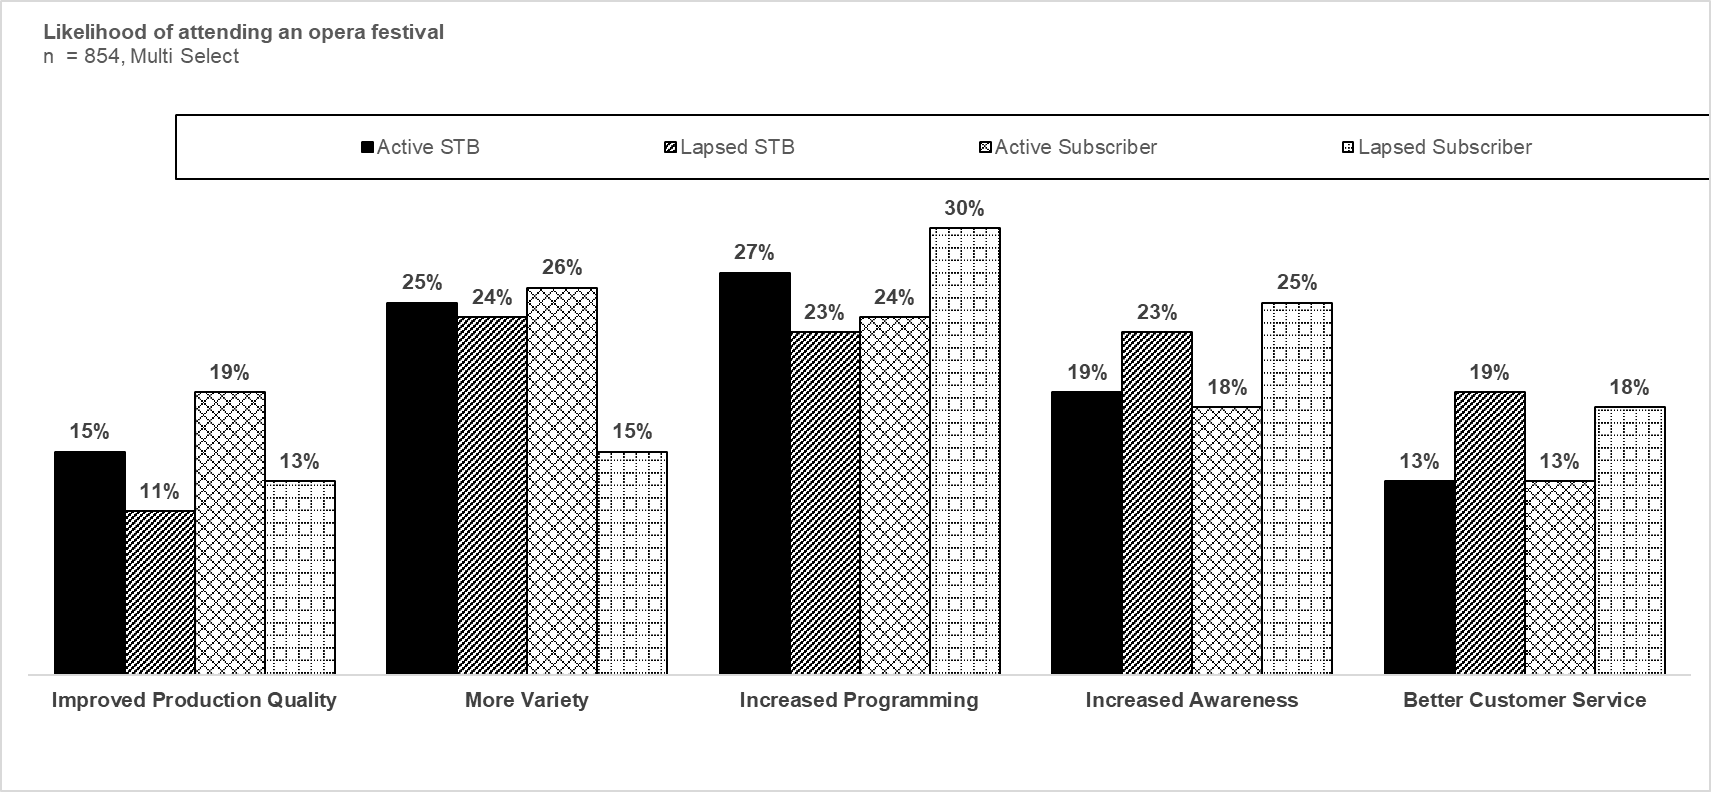 Likelihood of attending an opera festival
n  = 854, Multi Select
Active STB Lapsed STB Active Subscriber Lapsed Subscriber
15% 11% 19% 13%
25% 24% 26% 15%
27% 23% 24% 30%
19% 23% 18% 25%
13% 19% 13% 18%
Improved Production Quality More Variety Increased Programming Increased Awareness Better Customer Service